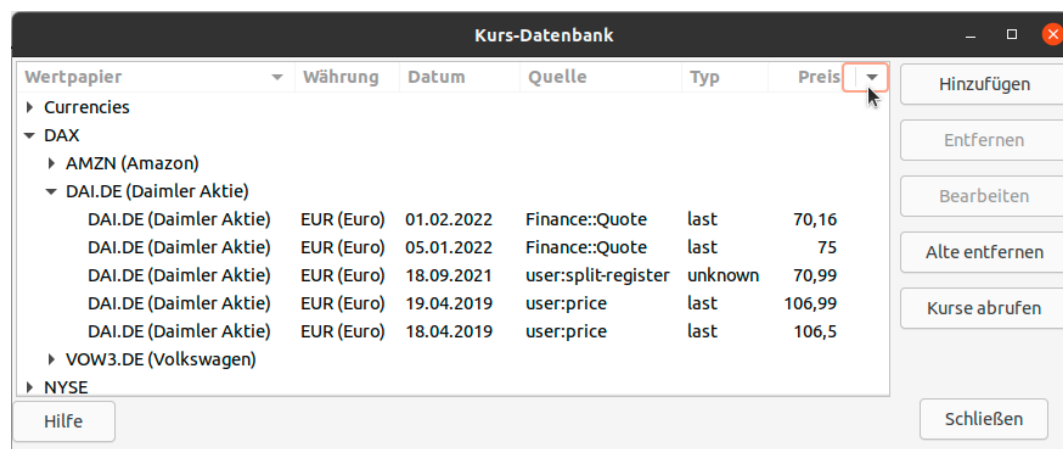 Kurs-Datenbank
Wertpapier Währung Datum Quelle Typ Preis
Currencies
DAX
AMZN (Amazon)
DAI.DE (Daimler Aktie)
DAI.DE (Daimler Aktie) EUR (Euro) 01.02.2022 Finance::Quote last 70,16
DAI.DE (Daimler Aktie) EUR (Euro) 05.01.2022 Finance::Quote last 75
DAI.DE (Daimler Aktie) EUR (Euro) 18.09.2021 user:split-register unknown 70,99
DAI.DE (Daimler Aktie) EUR (Euro) 19.04.2019 user:price last 106,99
DAI.DE (Daimler Aktie) EUR (Euro) 18.04.2019 user:price last 106,5
VOW3.DE (Volkswagen)
NYSE
Hinzufügen
Entfernen
Bearbeiten
Alte entfernen
Kurse abrufen
Hilfe
Schließen